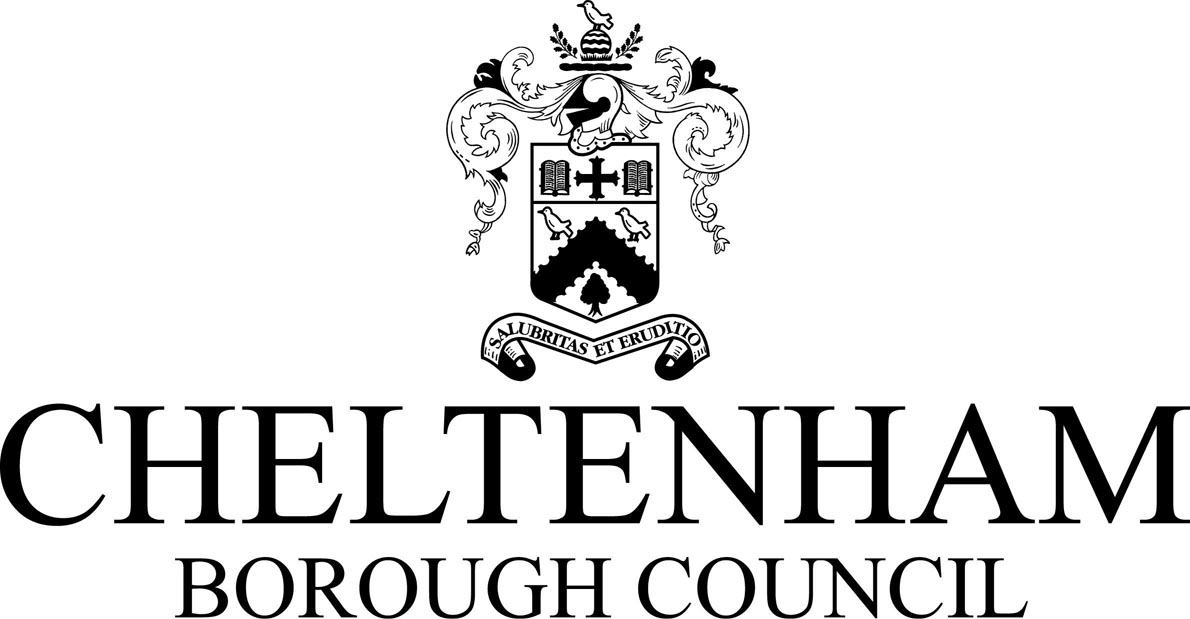 SALUBRITAS ET ERUDITIO
CHELTENHAM
BOROUGH COUNCIL